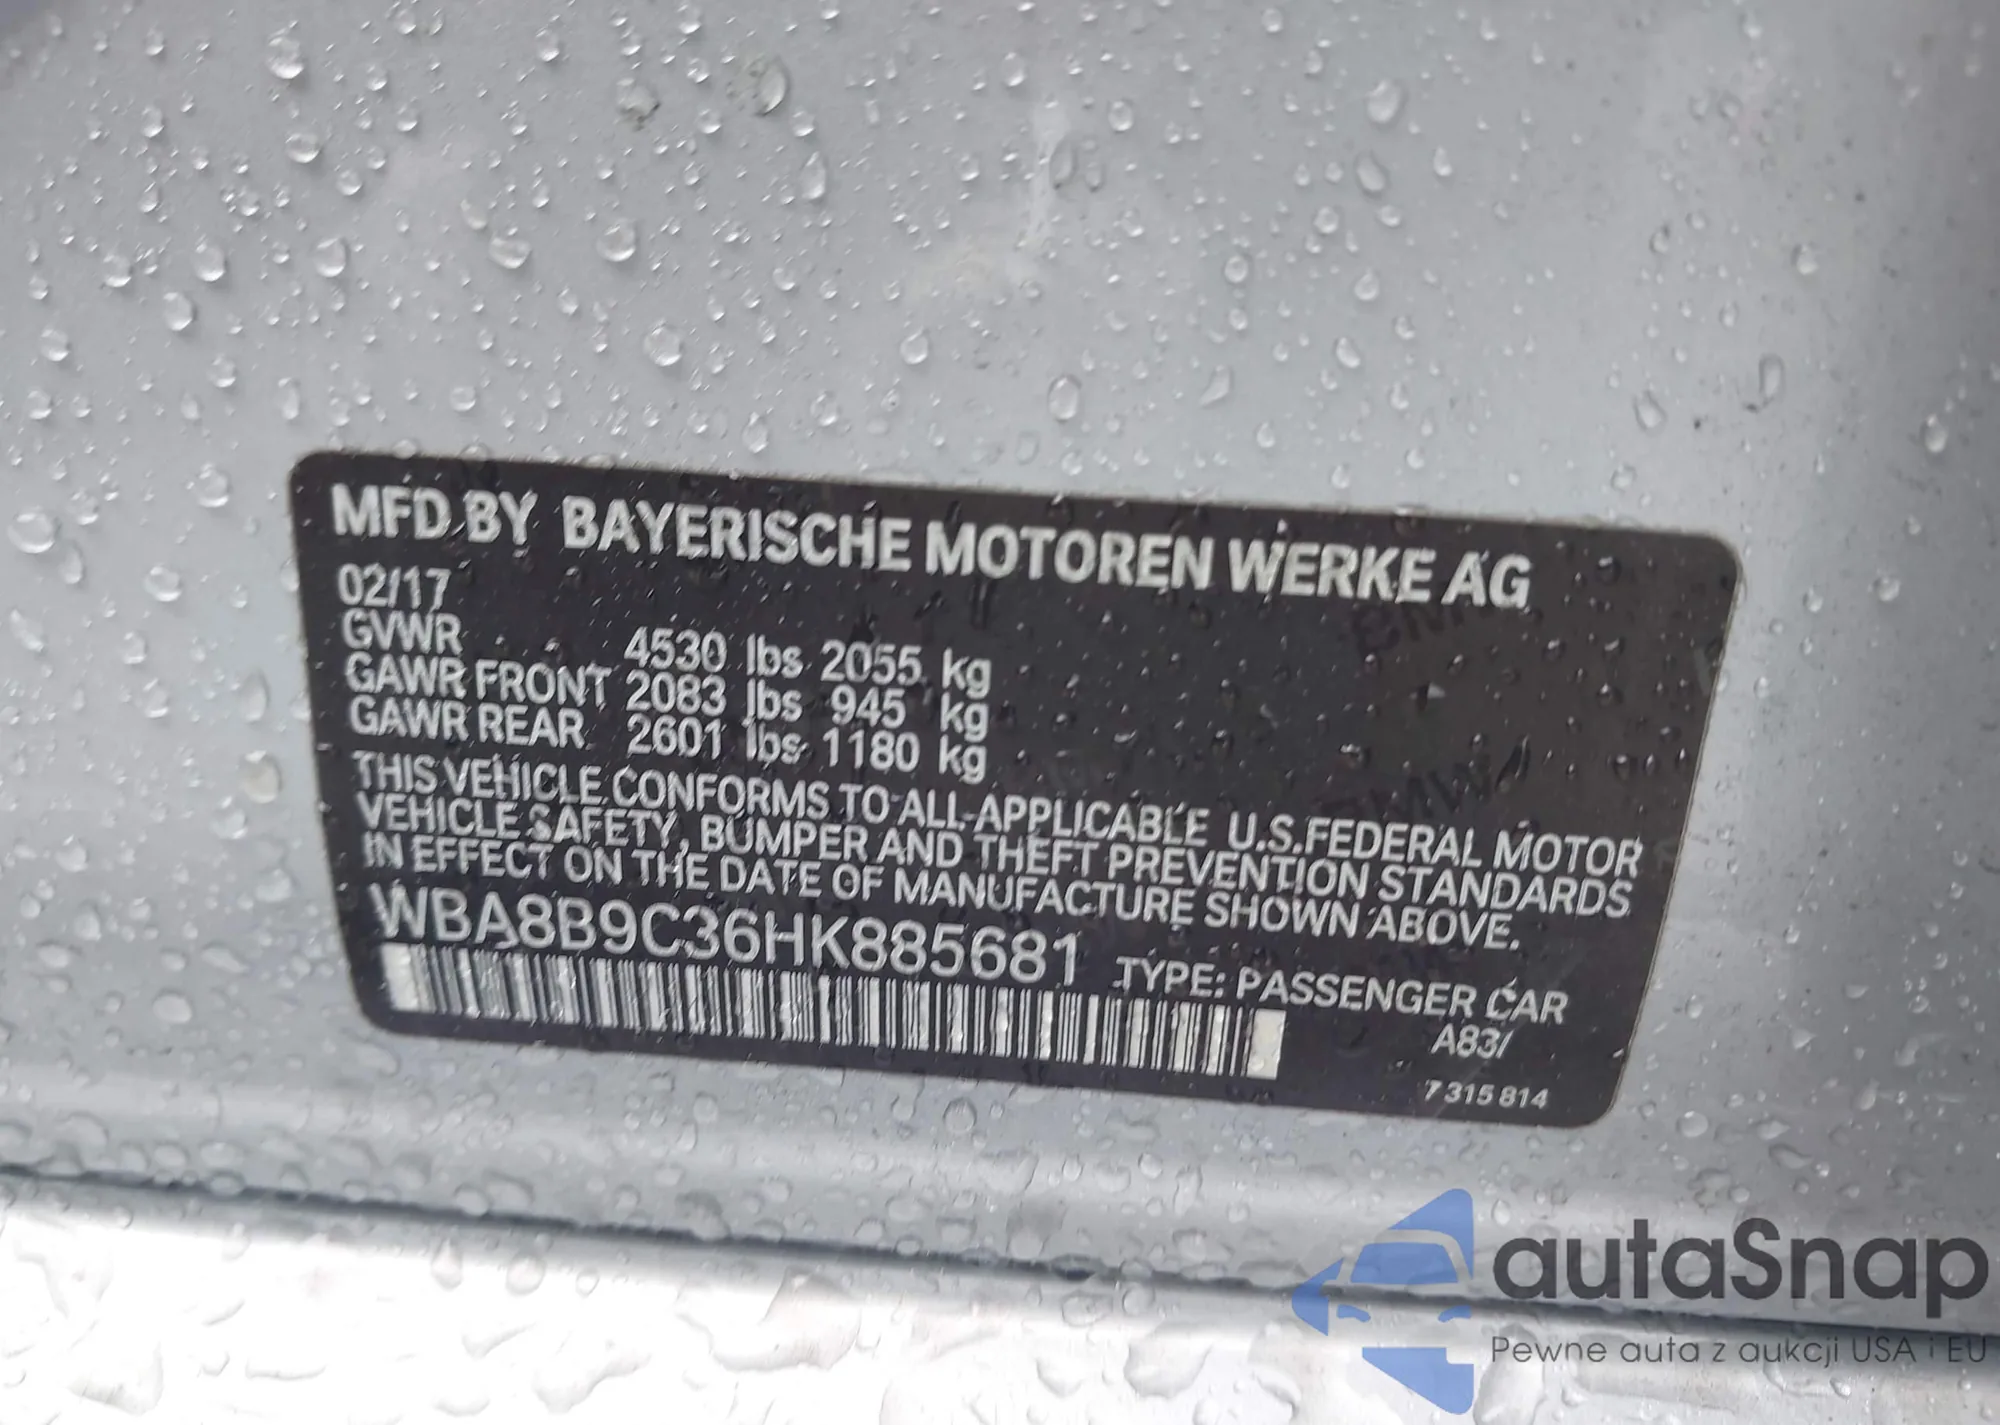 MFD BY BAYERISCHE MOTOREN WERKE AG
02/17
GVWR 4530 lbs 2055 kg
GAWR FRONT 2083 lbs 945 kg
GAWR REAR 2601 lbs 1180 kg
THIS VEHICLE CONFORMS TO ALL APPLICABLE U.S.FEDERAL MOTOR
VEHICLE SAFETY, BUMPER AND THEFT PREVENTION STANDARDS
IN EFFECT ON THE DATE OF MANUFACTURE SHOWN ABOVE.
WBA8B9C36HK885681 TYPE: PASSENGER CAR
A83/
7 315 814
autaSnap
Pewne auta z aukcji USA i EU